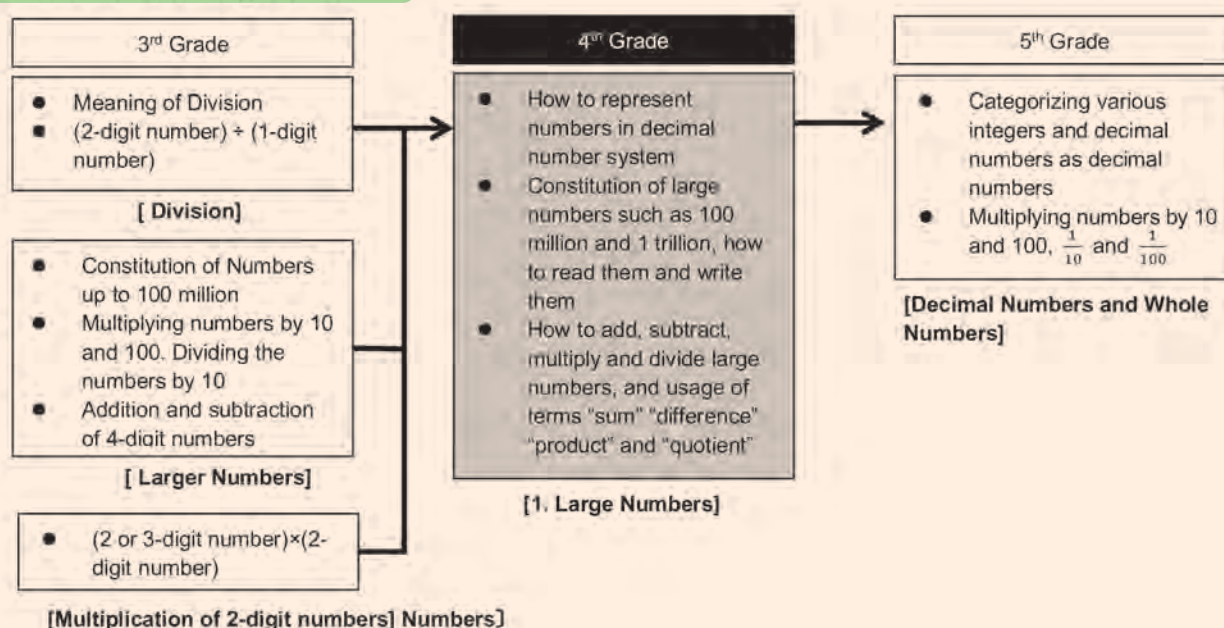 3rd Grade
● Meaning of Division
● (2-digit number) ÷ (1-digit
number)
[ Division]
● Constitution of Numbers
up to 100 million
● Multiplying numbers by 10
and 100. Dividing the
numbers by 10
● Addition and subtraction
of 4-digit numbers
[ Larger Numbers]
● (2 or 3-digit number)×(2-
digit number)
[Multiplication of 2-digit numbers] Numbers]
4th Grade
● How to represent
numbers in decimal
number system
● Constitution of large
numbers such as 100
million and 1 trillion, how
to read them and write
them
● How to add, subtract,
multiply and divide large
numbers, and usage of
terms “sum” “difference”
“product” and “quotient”
[1. Large Numbers]
5th Grade
● Categorizing various
integers and decimal
numbers as decimal
numbers
● Multiplying numbers by 10
and 100, 1/10 and 1/100
[Decimal Numbers and Whole
Numbers]